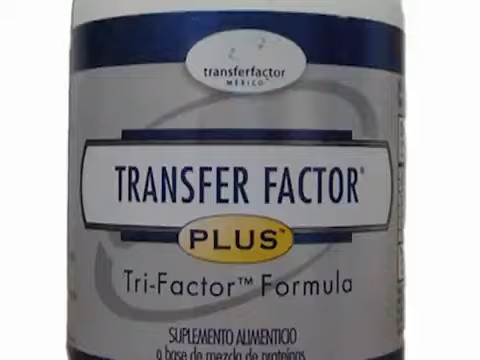 transferfactor
MÉXICO
TRANSFER FACTOR®
PLUS™
Tri-Factor™ Formula
SUPLEMENTO ALIMENTICIO
a base de mezcla de proteínas